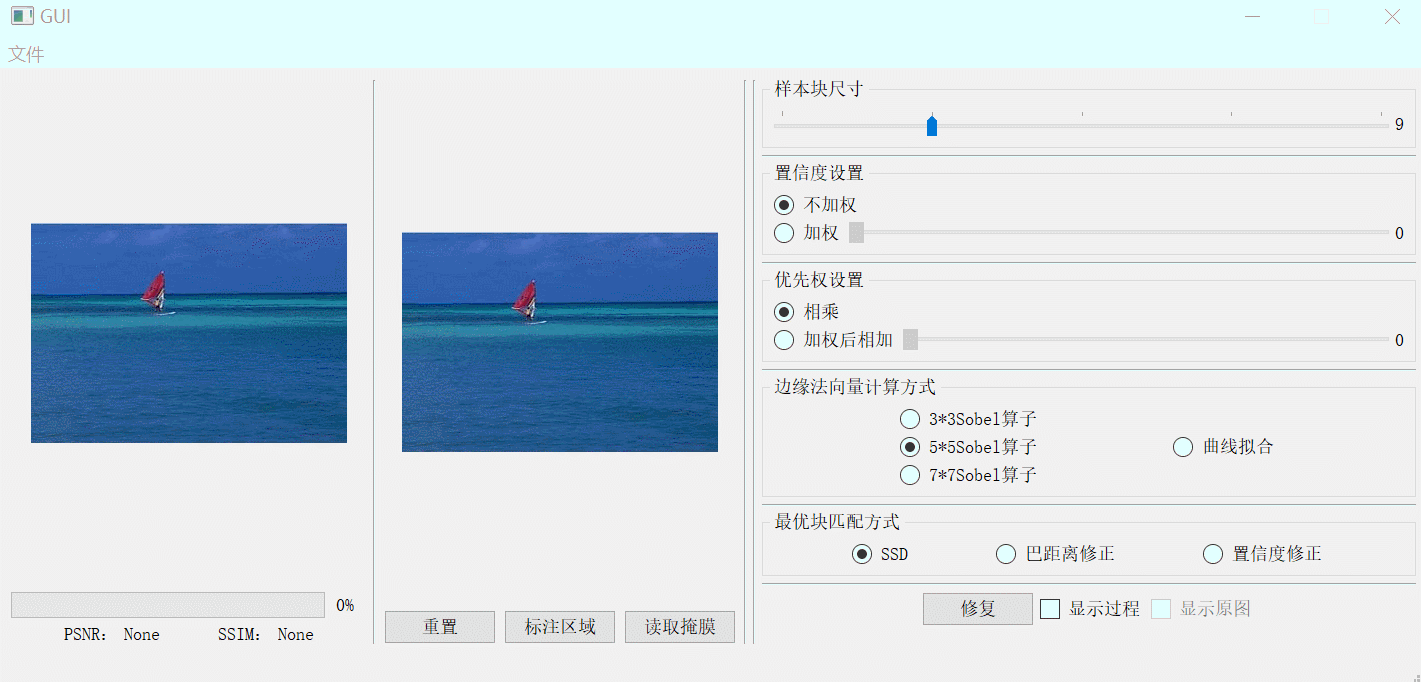 GUI
文件
0%
PSNR： None SSIM： None
重置 标注区域 读取掩膜
样本块尺寸
9
置信度设置
不加权
加权 0
优先权设置
相乘
加权后相加 0
边缘法向量计算方式
3*3Sobel算子
5*5Sobel算子 曲线拟合
7*7Sobel算子
最优块匹配方式
SSD 巴距离修正 置信度修正
修复 显示过程 显示原图